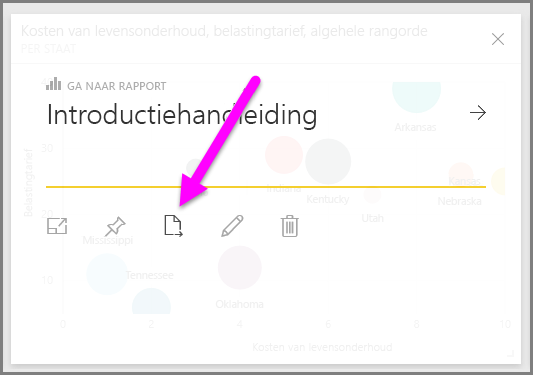 Kosten van levensonderhoud, belastingtarief, algehele rangorde
PER STAAT
GA NAAR RAPPORT
Introductiehandleiding
Arkansas
30
Belastingtarief
Indiana
Kentucky
Kansas
Utah
Nebraska
20
Mississippi
Tennessee
10
Oklahoma
0 2 4 6 8 10
Kosten van levensonderhoud